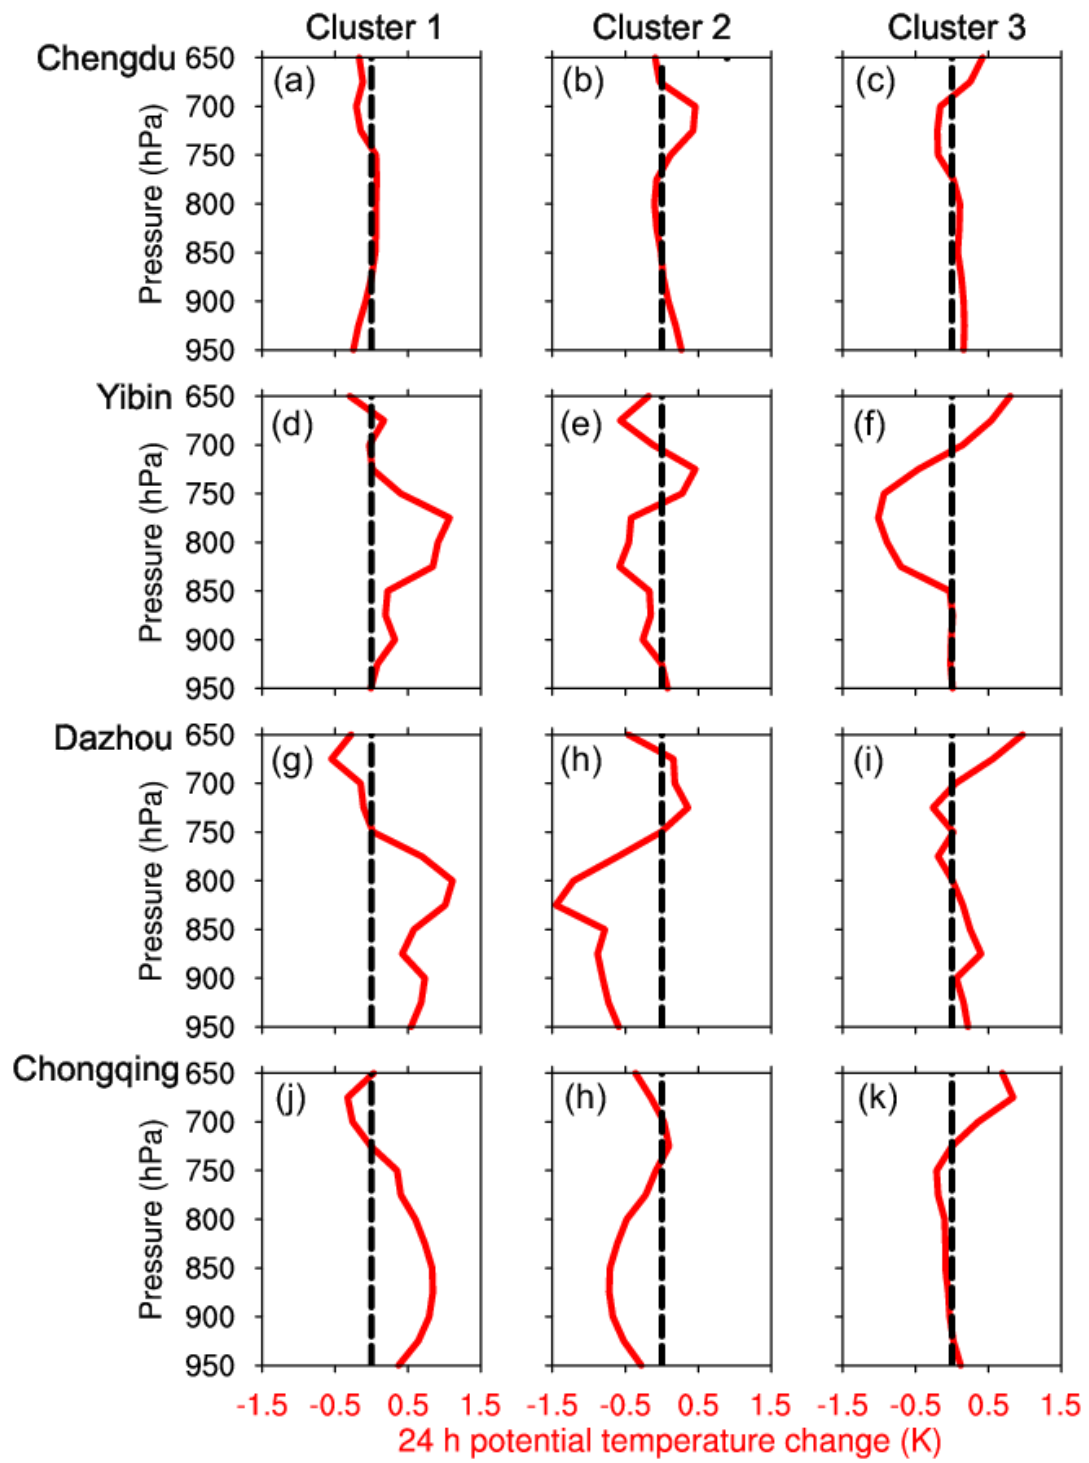 Cluster 1 Cluster 2 Cluster 3
Chengdu
(a) (b) (c)
650
700
750
800
850
900
950
Pressure (hPa)
Yibin
(d) (e) (f)
650
700
750
800
850
900
950
Pressure (hPa)
Dazhou
(g) (h) (i)
650
700
750
800
850
900
950
Pressure (hPa)
Chongqing
(j) (h) (k)
650
700
750
800
850
900
950
Pressure (hPa)
-1.5 -0.5 0.5 1.5 -1.5 -0.5 0.5 1.5 -1.5 -0.5 0.5 1.5
24 h potential temperature change (K)